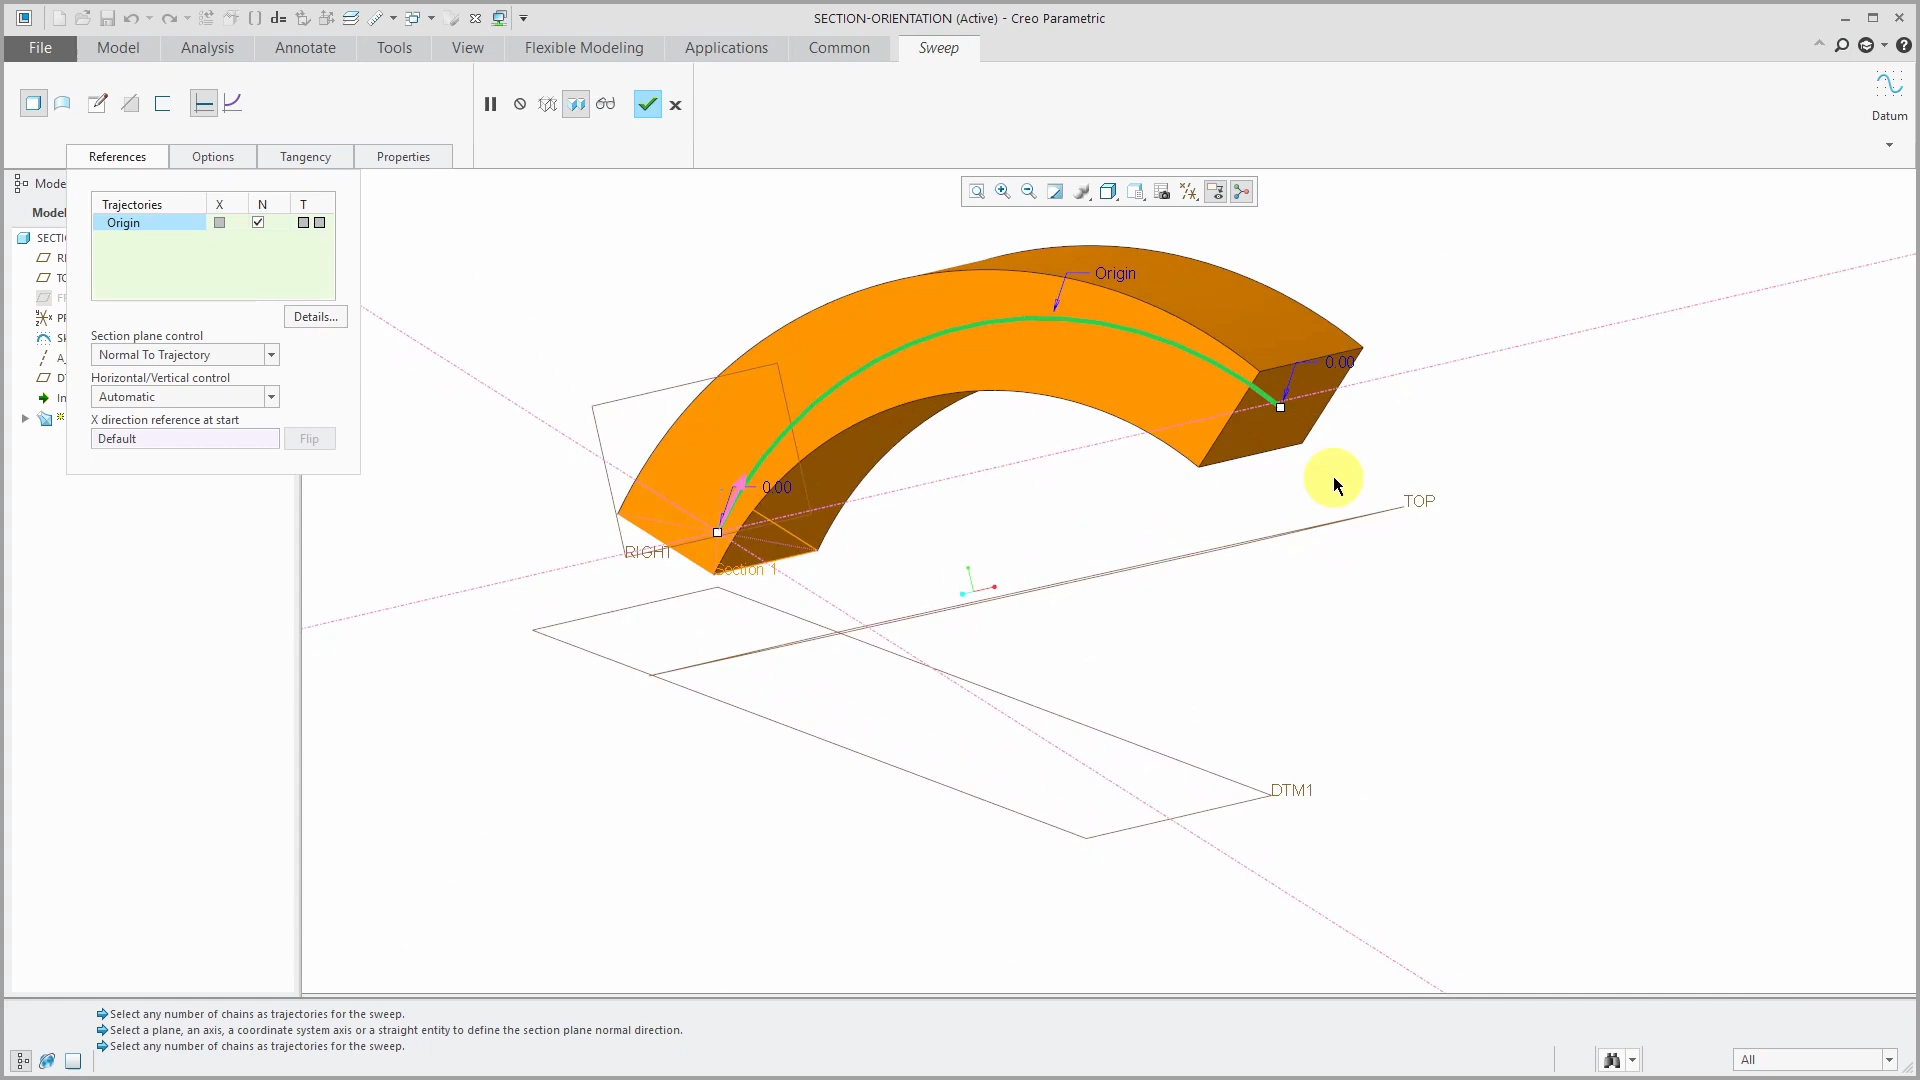 SECTION-ORIENTATION (Active) - Creo Parametric
File Model Analysis Annotate Tools View Flexible Modeling Applications Common Sweep
Datum
References Options Tangency Properties
Mode
Trajectories X N T
Model
Origin
SECTI
Details...
Section plane control
Normal To Trajectory
Horizontal/Vertical control
Automatic
X direction reference at start
Default Flip
Origin
0.00
0.00
TOP
RIGHT
Section 1
DTM1
Select any number of chains as trajectories for the sweep.
Select a plane, an axis, a coordinate system axis or a straight entity to define the section plane normal direction.
Select any number of chains as trajectories for the sweep.
All